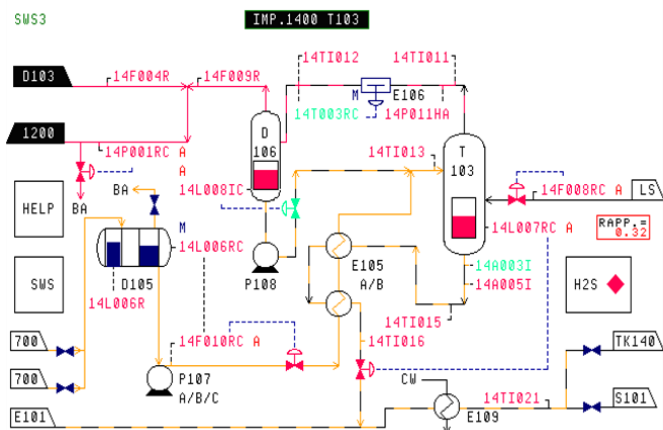 SWS3
IMP.1400 T103
14TI012
14TI011
D103
14F004R
14F009R
M
E106
14T003RC
14P011HA
1200
14P001RC A
A
D
106
14TI013
T
103
BA
BA
14L008IC
14F008RC A
LS
HELP
M
14L006RC
14L007RC A
RAPP.=
0.32
P108
E105
A/B
14A003I
14A005I
SWS
D105
H2S
14L006R
14TI015
14TI016
700
14F010RC A
TK140
700
P107
A/B/C
CW
14TI021
S101
E101
E109